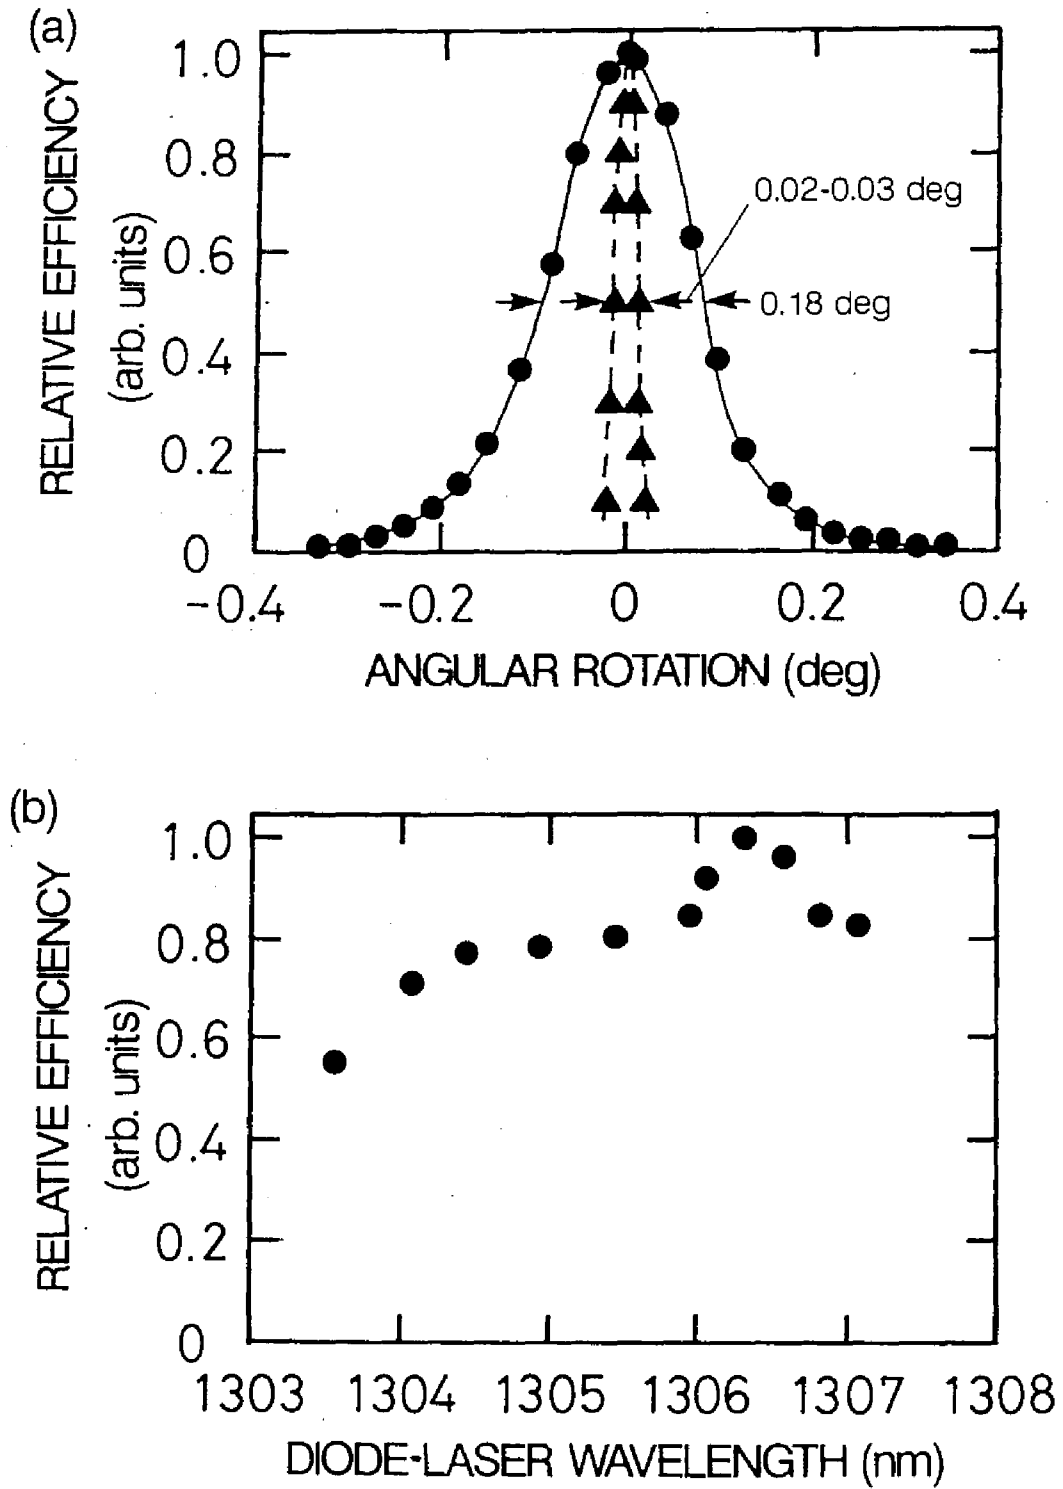 (a)
RELATIVE EFFICIENCY
(arb. units)
1.0
0.8
0.6
0.4
0.2
0
0.02-0.03 deg
0.18 deg
-0.4 -0.2 0 0.2 0.4
ANGULAR ROTATION (deg)
(b)
RELATIVE EFFICIENCY
(arb. units)
1.0
0.8
0.6
0.4
0.2
0
1303 1304 1305 1306 1307 1308
DIODE-LASER WAVELENGTH (nm)